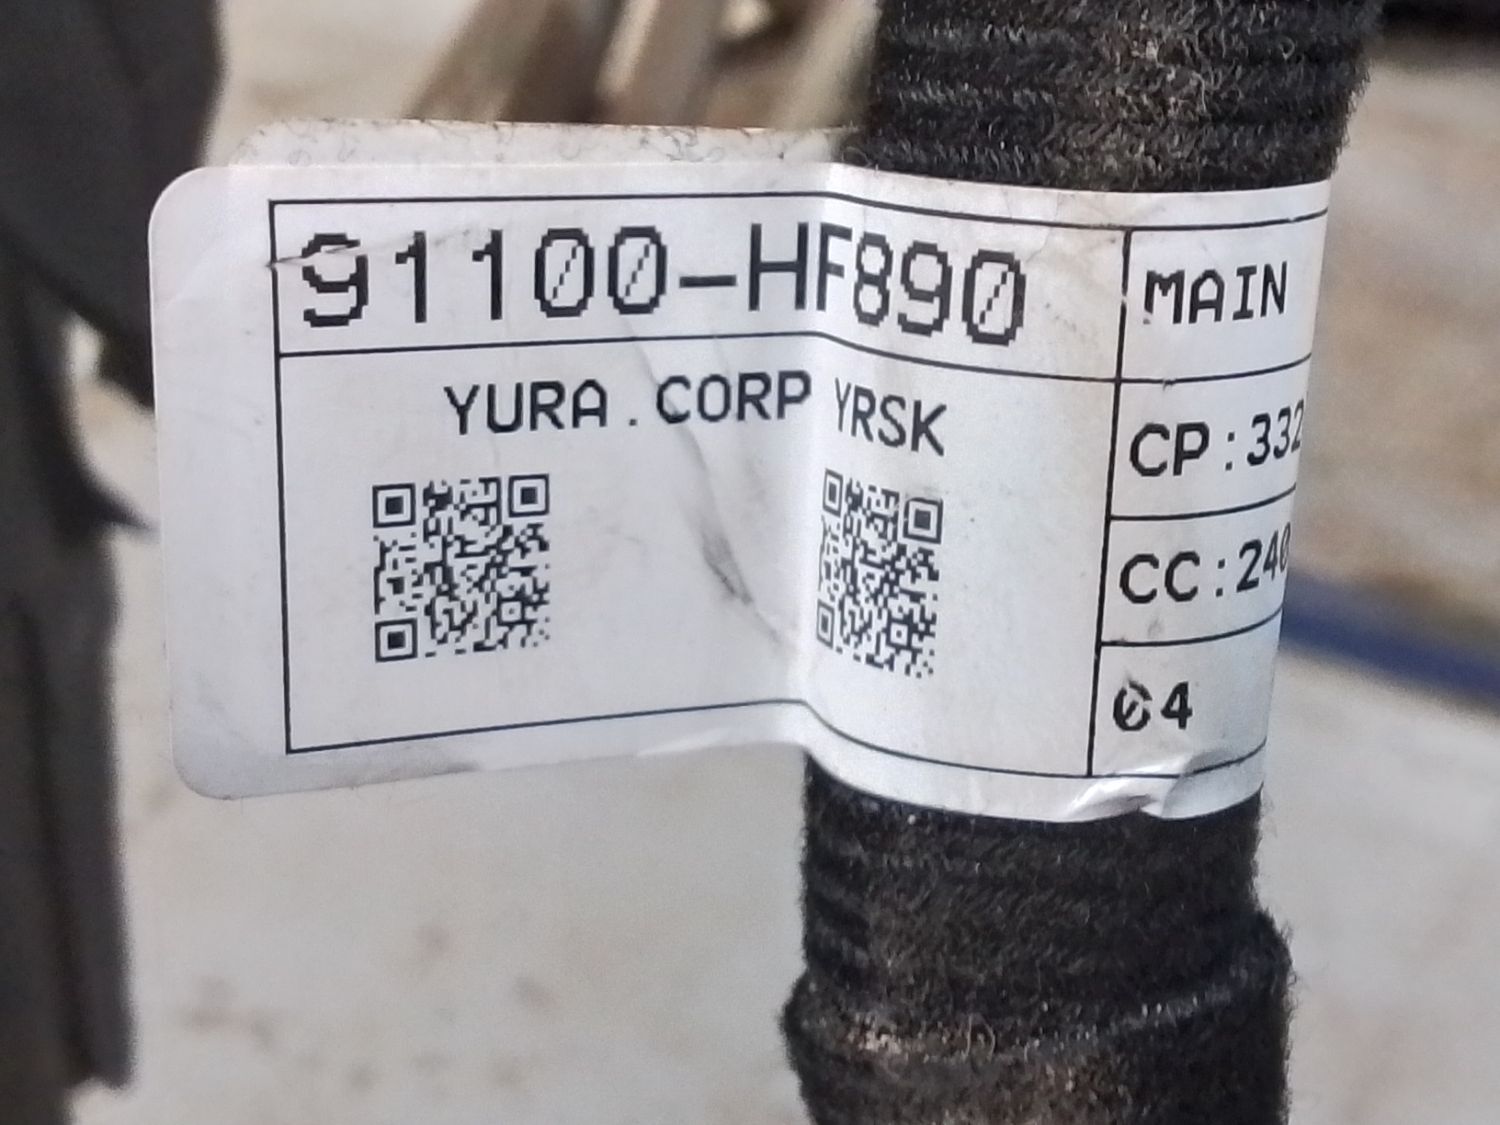 91100-HF890
MAIN
YURA.CORP YRSK
CP:332
CC:240
04